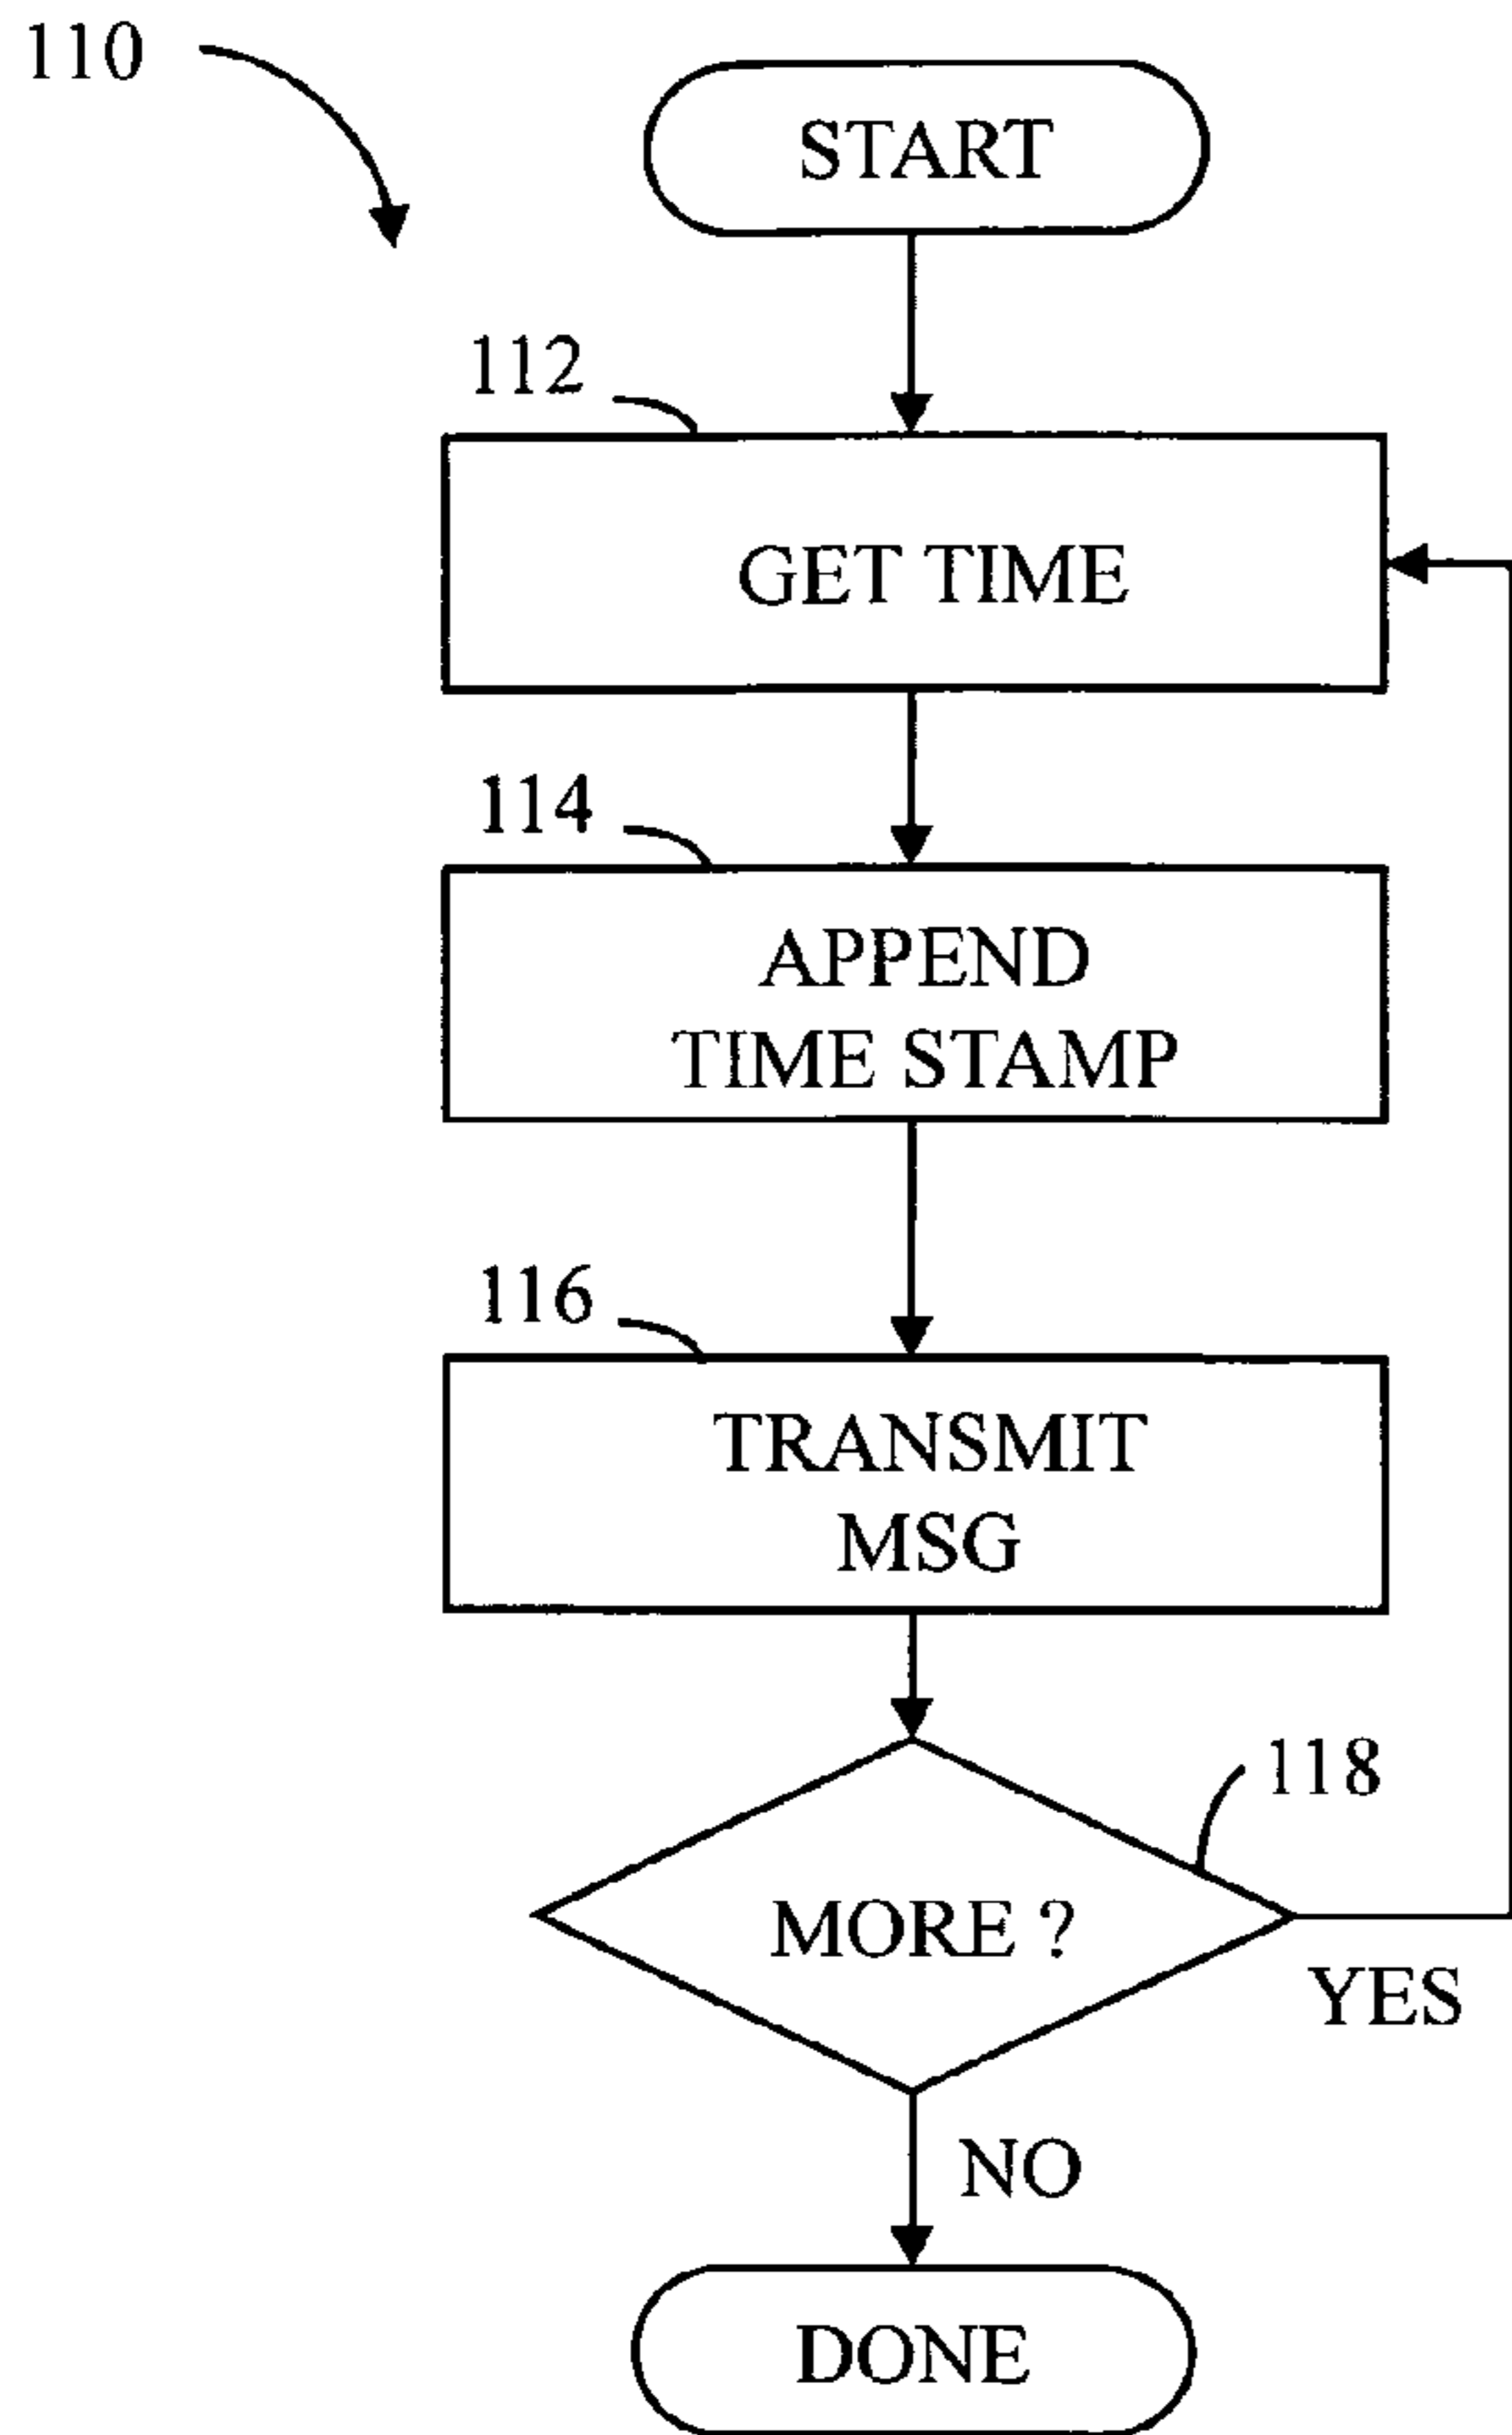 110
START
112
GET TIME
114
APPEND
TIME STAMP
116
TRANSMIT
MSG
118
MORE ?
YES
NO
DONE